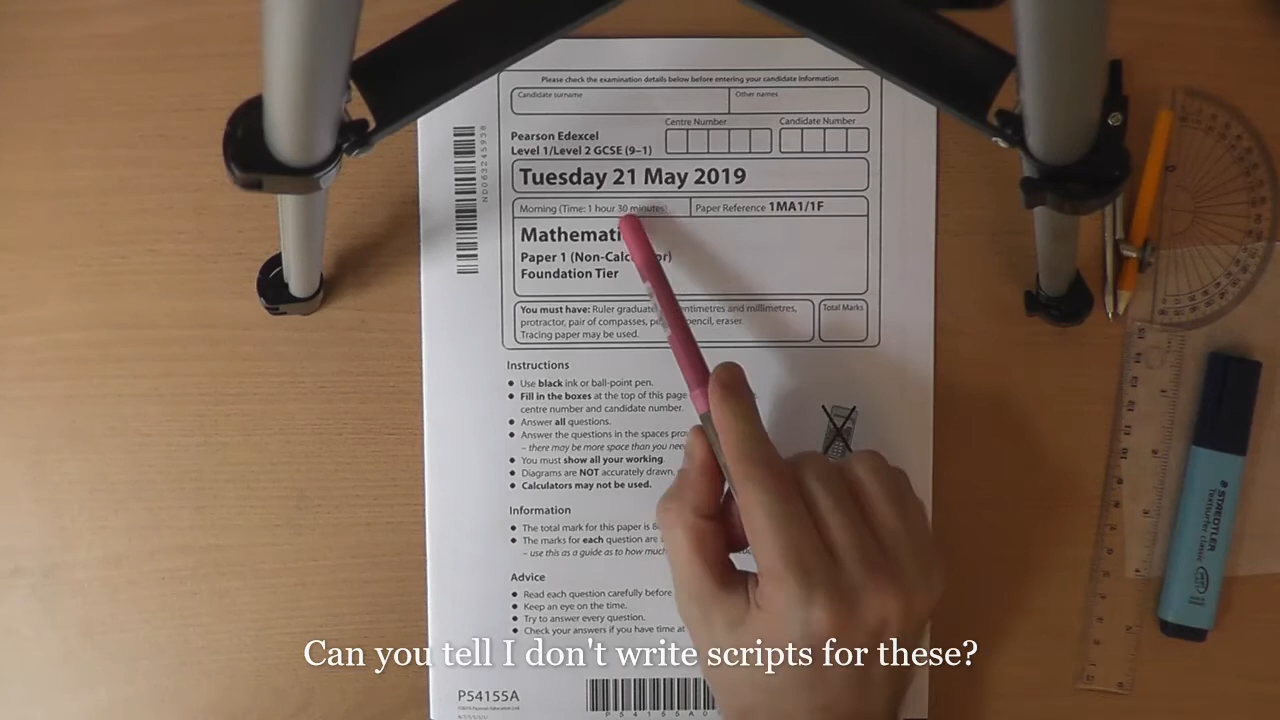 Please check the examination details below before entering your candidate information
Candidate surname
Other names
Centre Number
Candidate Number
Pearson Edexcel
Level 1/Level 2 GCSE (9–1)
Tuesday 21 May 2019
Morning (Time: 1 hour 30 minutes)
Paper Reference 1MA1/1F
Mathemati
Paper 1 (Non-Calc or)
Foundation Tier
You must have: Ruler graduate entimetres and millimetres,
protractor, pair of compasses, pencil, eraser.
Tracing paper may be used.
Total Marks
Instructions
● Use black ink or ball-point pen.
● Fill in the boxes at the top of this page
centre number and candidate number.
● Answer all questions.
● Answer the questions in the spaces pro
– there may be more space than you nee
● You must show all your working.
● Diagrams are NOT accurately drawn,
● Calculators may not be used.
Information
● The total mark for this paper is 8
● The marks for each question are
– use this as a guide as to how much
Advice
● Read each question carefully before
● Keep an eye on the time.
● Try to answer every question.
● Check your answers if you have time at
Can you tell I don't write scripts for these?
P54155A
STAEDTLER
Textsurfer classic